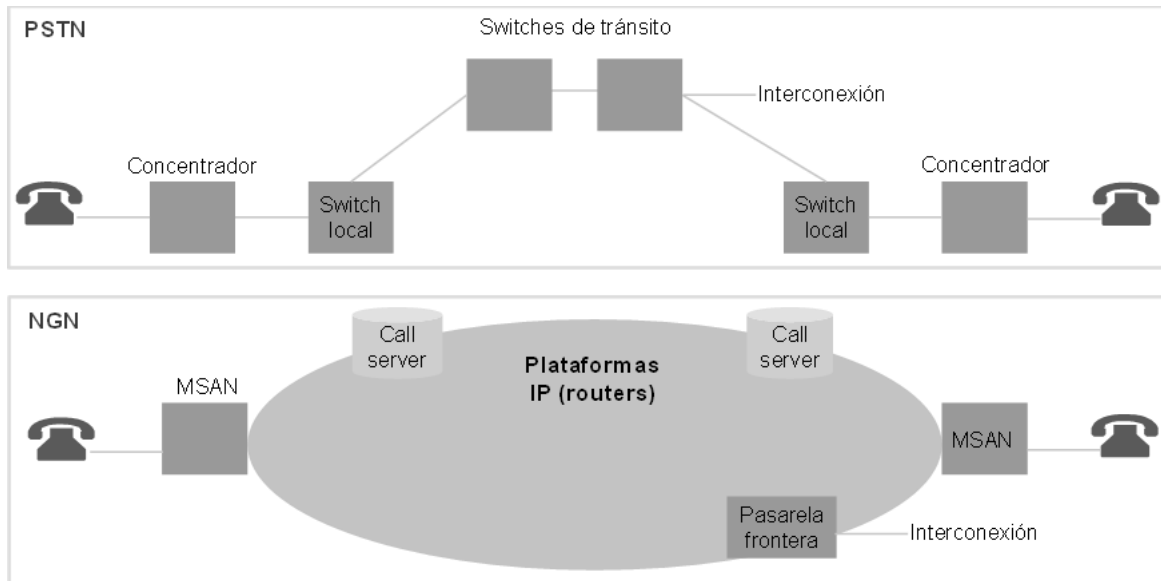 PSTN
Switches de tránsito
Interconexión
Concentrador
Concentrador
Switch
local
Switch
local
NGN
Call
server
Call
server
Plataformas
IP (routers)
MSAN
MSAN
Pasarela
frontera
Interconexión